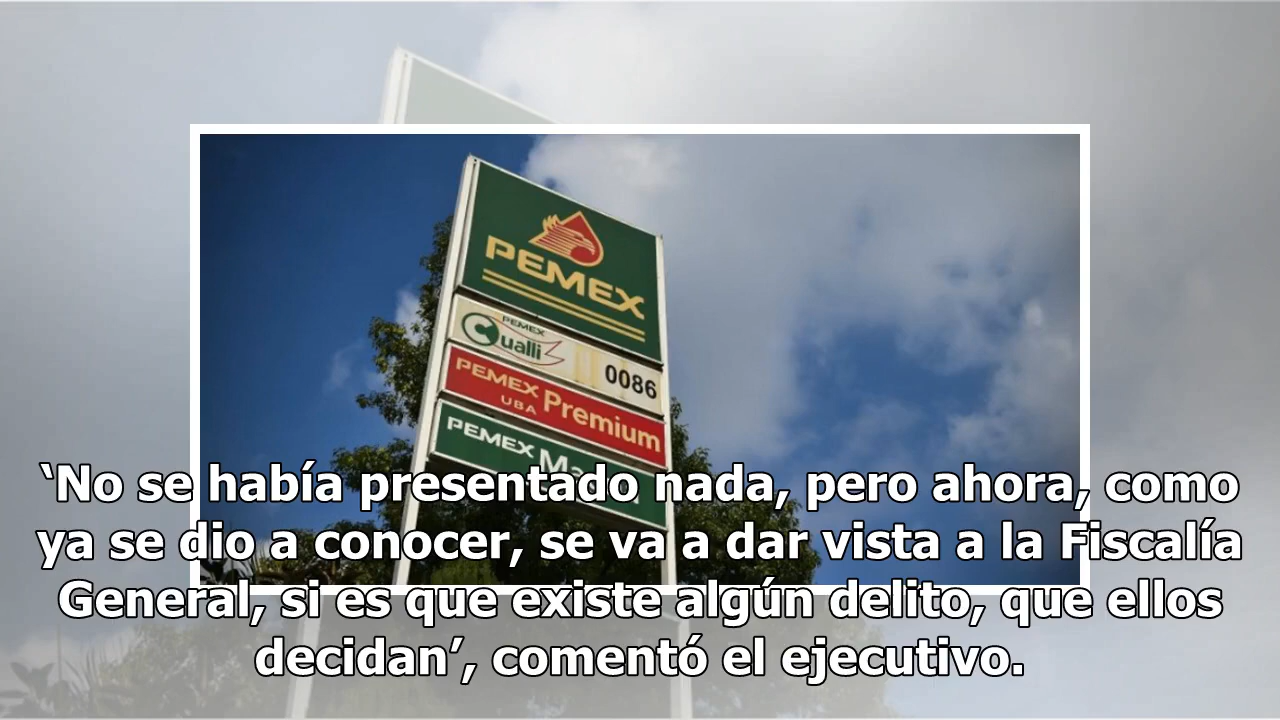 PEMEX
PEMEX
Cualli
0086
PEMEX Premium
UBA
PEMEX
‘No se había presentado nada, pero ahora, como
ya se dio a conocer, se va a dar vista a la Fiscalía
General, si es que existe algún delito, que ellos
decidan’, comentó el ejecutivo.